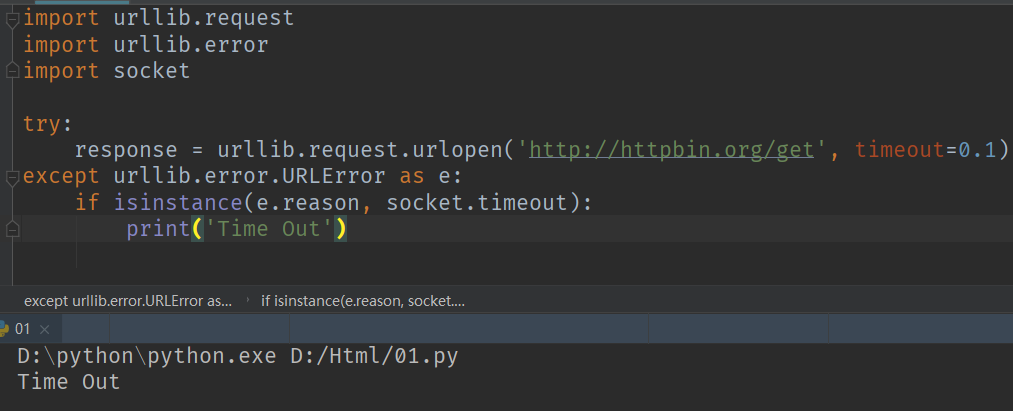 import urllib.request
import urllib.error
import socket
try:
    response = urllib.request.urlopen('http://httpbin.org/get', timeout=0.1)
except urllib.error.URLError as e:
    if isinstance(e.reason, socket.timeout):
        print('Time Out')
except urllib.error.URLError as... › if isinstance(e.reason, socket....
01 ×
D:\python\python.exe D:/Html/01.py
Time Out